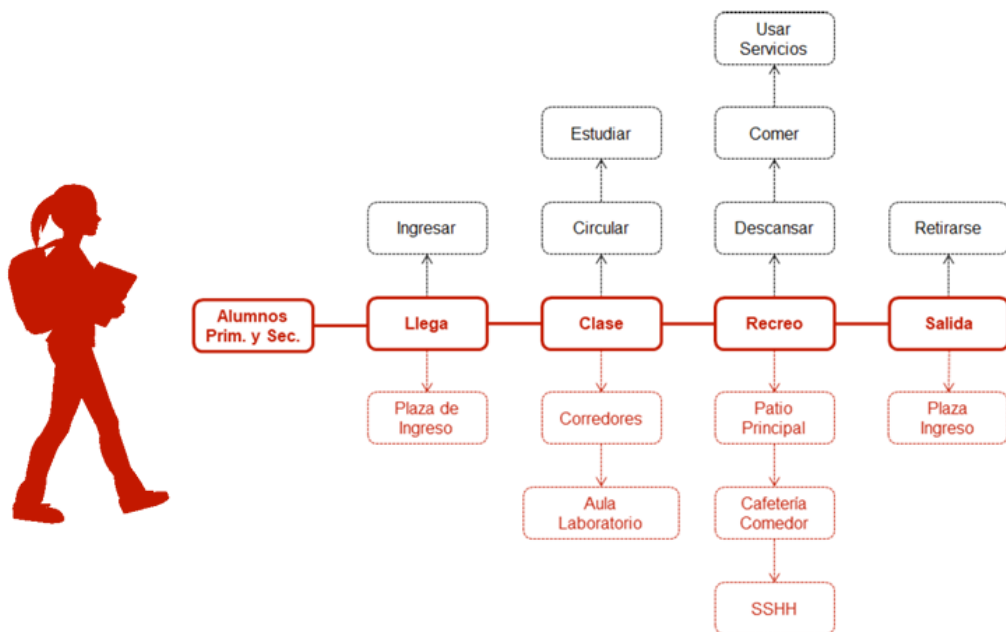 Usar
Servicios
Estudiar
Comer
Ingresar
Circular
Descansar
Retirarse
Alumnos
Prim. y Sec.
Llega
Clase
Recreo
Salida
Plaza de
Ingreso
Corredores
Patio
Principal
Plaza
Ingreso
Aula
Laboratorio
Cafetería
Comedor
SSHH